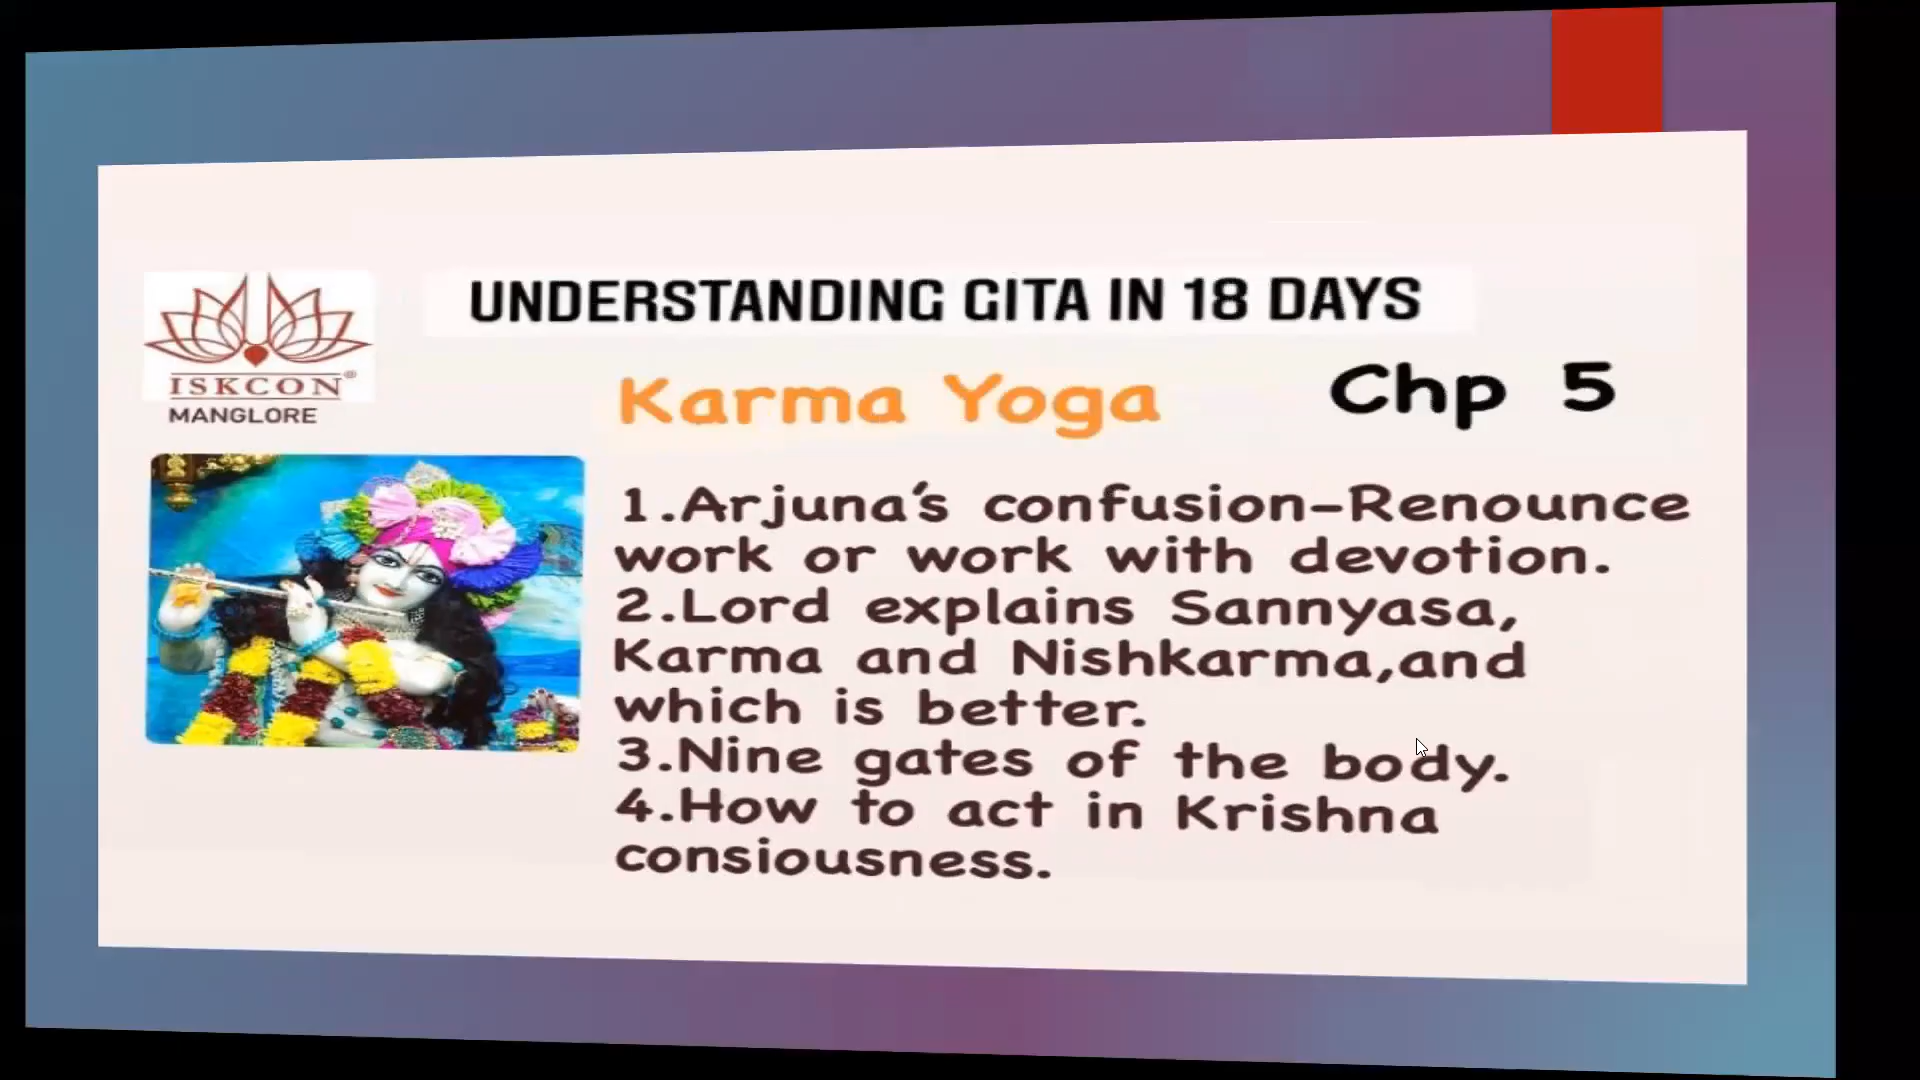 UNDERSTANDING GITA IN 18 DAYS
ISKCON®
MANGLORE
Karma Yoga
Chp 5
1.Arjuna's confusion-Renounce
work or work with devotion.
2.Lord explains Sannyasa,
Karma and Nishkarma,and
which is better.
3.Nine gates of the body.
4.How to act in Krishna
consiousness.